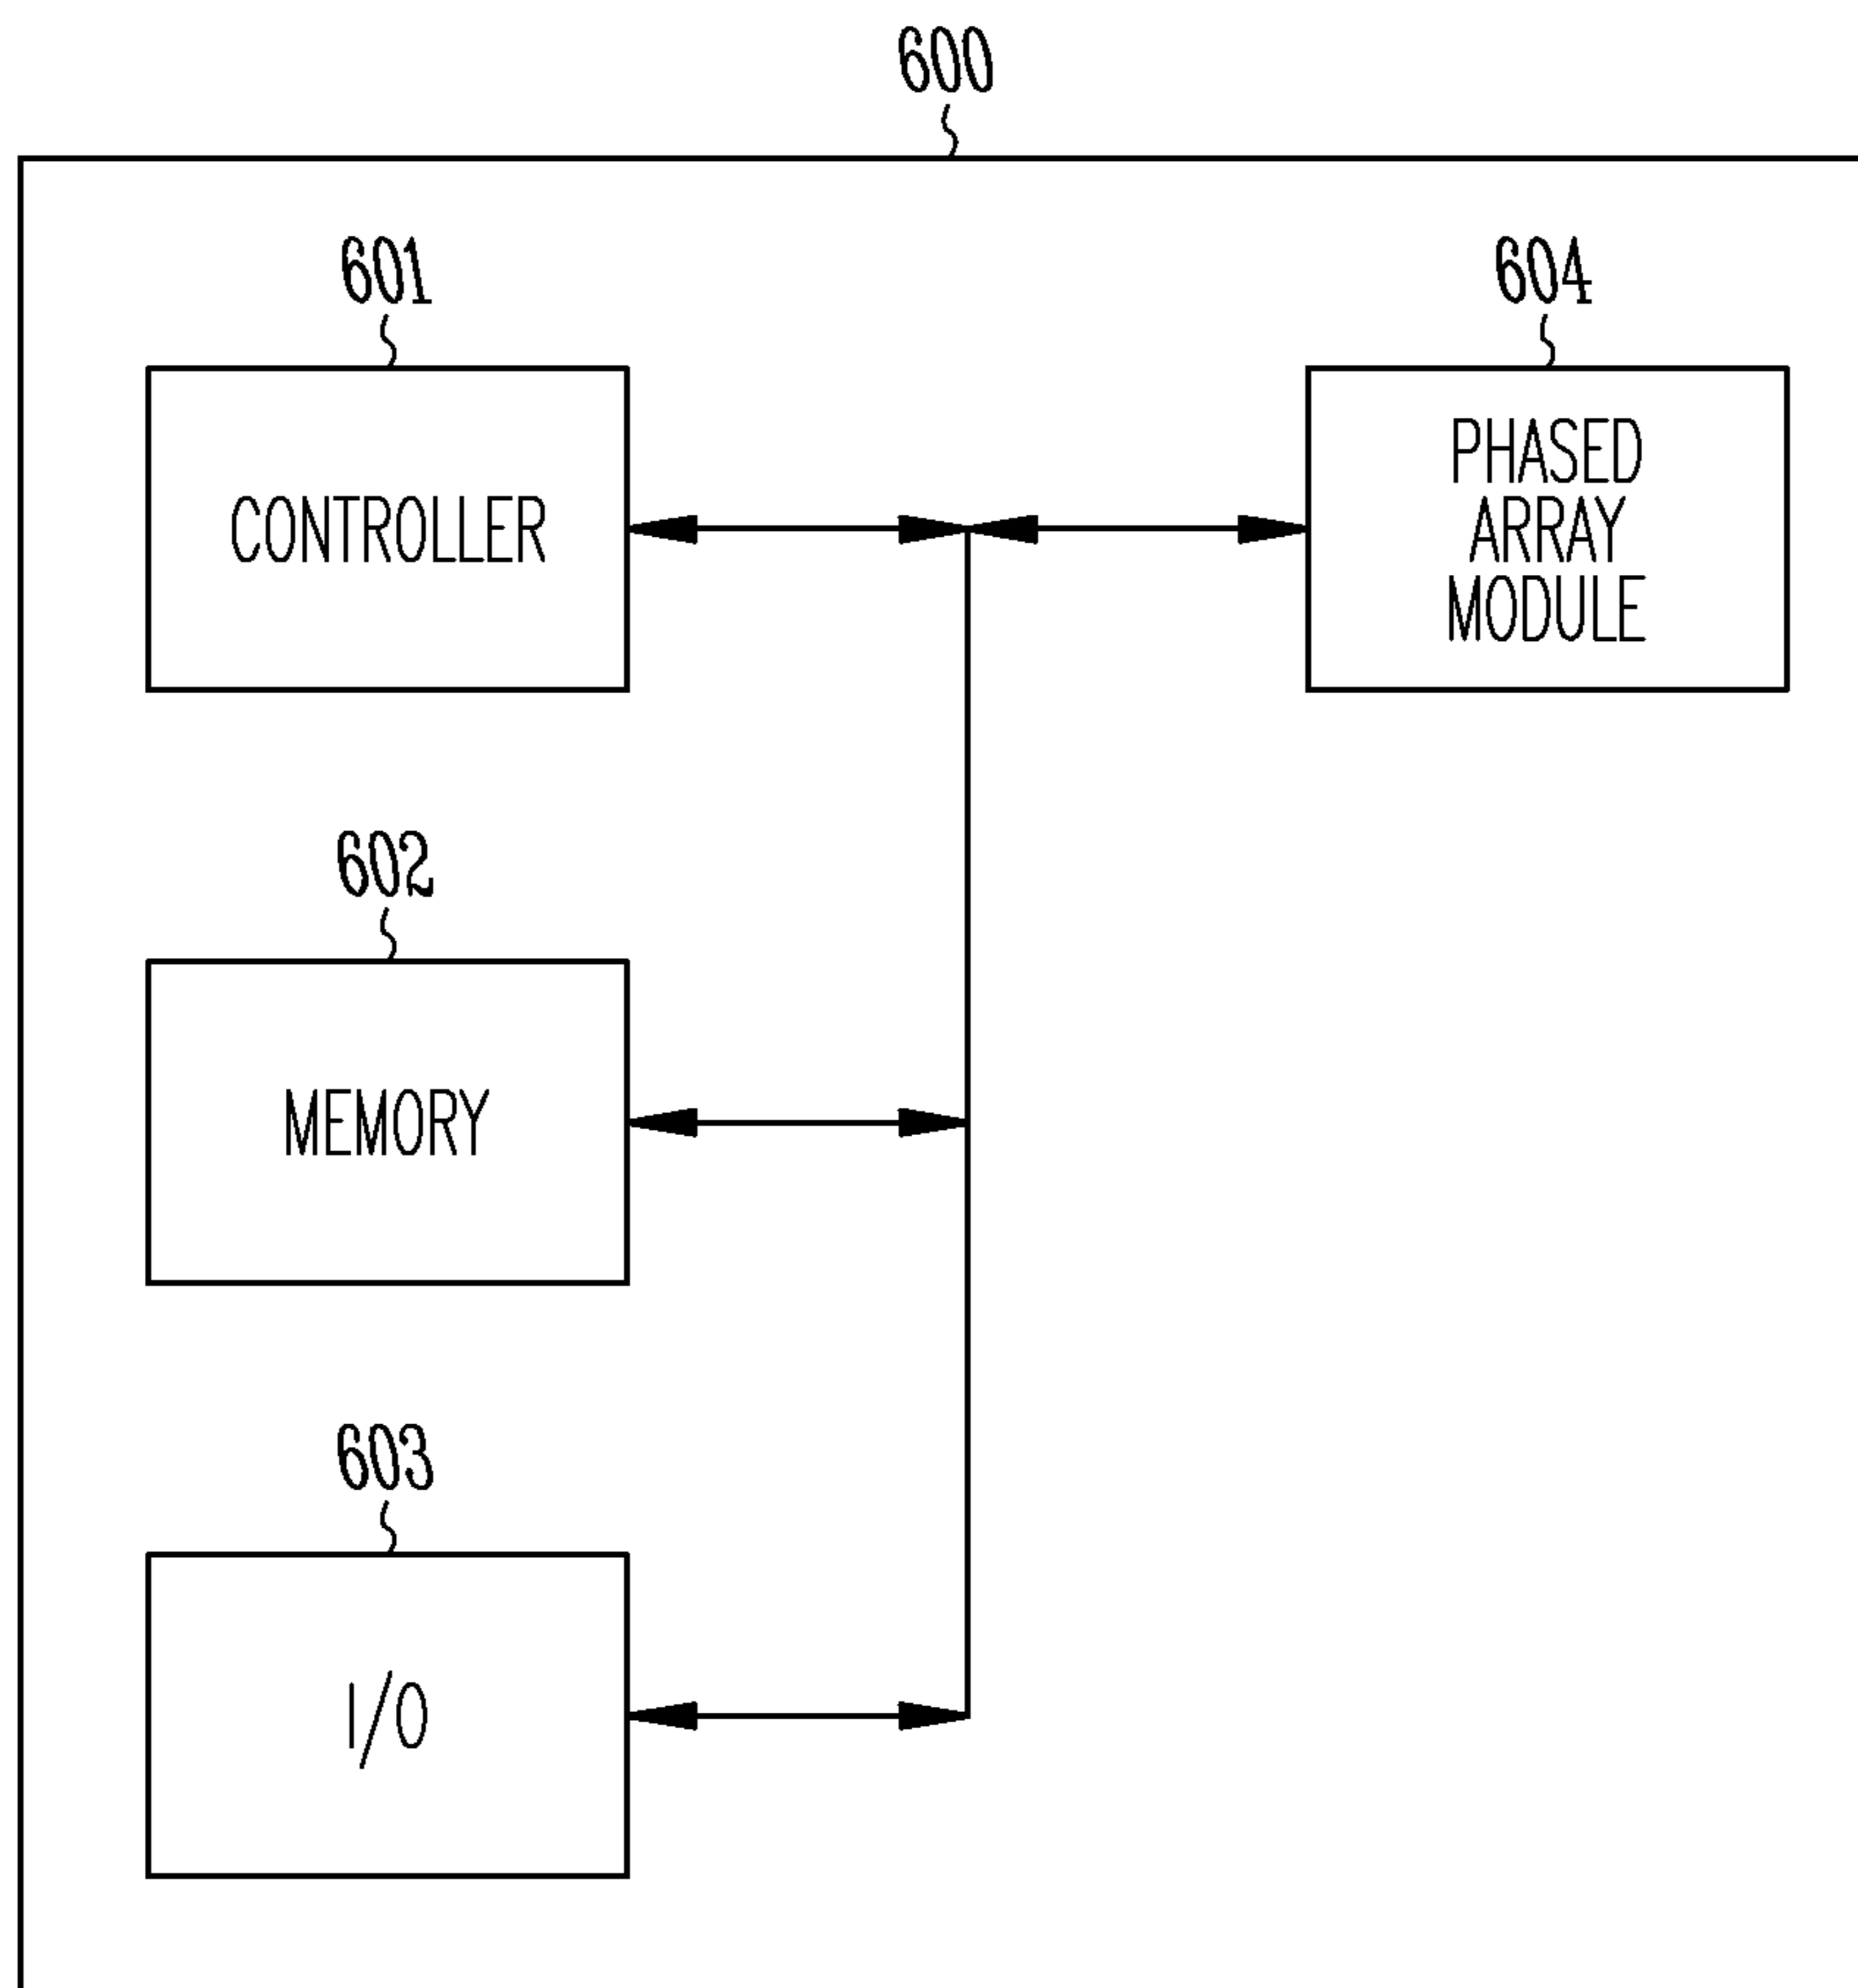 600
601
604
CONTROLLER
PHASED
ARRAY
MODULE
602
MEMORY
603
I/O